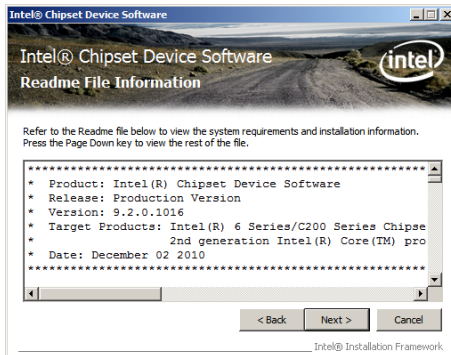 Intel® Chipset Device Software
Intel® Chipset Device Software
intel
Readme File Information
Refer to the Readme file below to view the system requirements and installation information.
Press the Page Down key to view the rest of the file.
************************************************************
* Product: Intel(R) Chipset Device Software
* Release: Production Version
* Version: 9.2.0.1016
* Target Products: Intel(R) 6 Series/C200 Series Chipse
* 2nd generation Intel(R) Core(TM) pro
* Date: December 02 2010
************************************************************
< Back Next > Cancel
Intel® Installation Framework